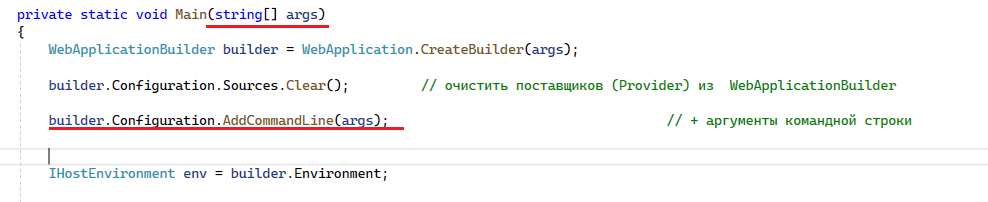 private static void Main(string[] args)
{
WebApplicationBuilder builder = WebApplication.CreateBuilder(args);
builder.Configuration.Sources.Clear(); // очистить поставщиков (Provider) из WebApplicationBuilder
builder.Configuration.AddCommandLine(args); // + аргументы командной строки
IHostEnvironment env = builder.Environment;